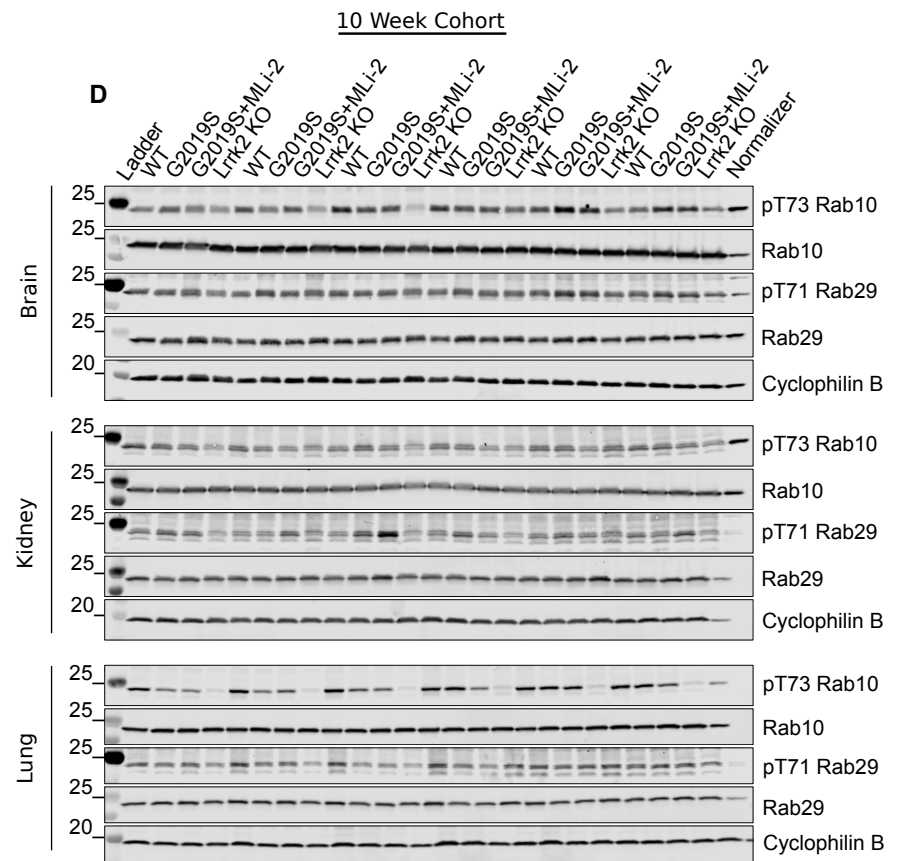 10 Week Cohort
D
Ladder
WT
G2019S
G2019S+MLi-2
Lrrk2 KO
WT
G2019S
G2019S+MLi-2
Lrrk2 KO
WT
G2019S
G2019S+MLi-2
Lrrk2 KO
WT
G2019S
G2019S+MLi-2
Lrrk2 KO
WT
G2019S
G2019S+MLi-2
Lrrk2 KO
WT
G2019S
G2019S+MLi-2
Lrrk2 KO
Normalizer
Brain
25
pT73 Rab10
25
Rab10
25
pT71 Rab29
25
Rab29
20
Cyclophilin B
Kidney
25
pT73 Rab10
25
Rab10
25
pT71 Rab29
25
Rab29
20
Cyclophilin B
Lung
25
pT73 Rab10
25
Rab10
25
pT71 Rab29
25
Rab29
20
Cyclophilin B